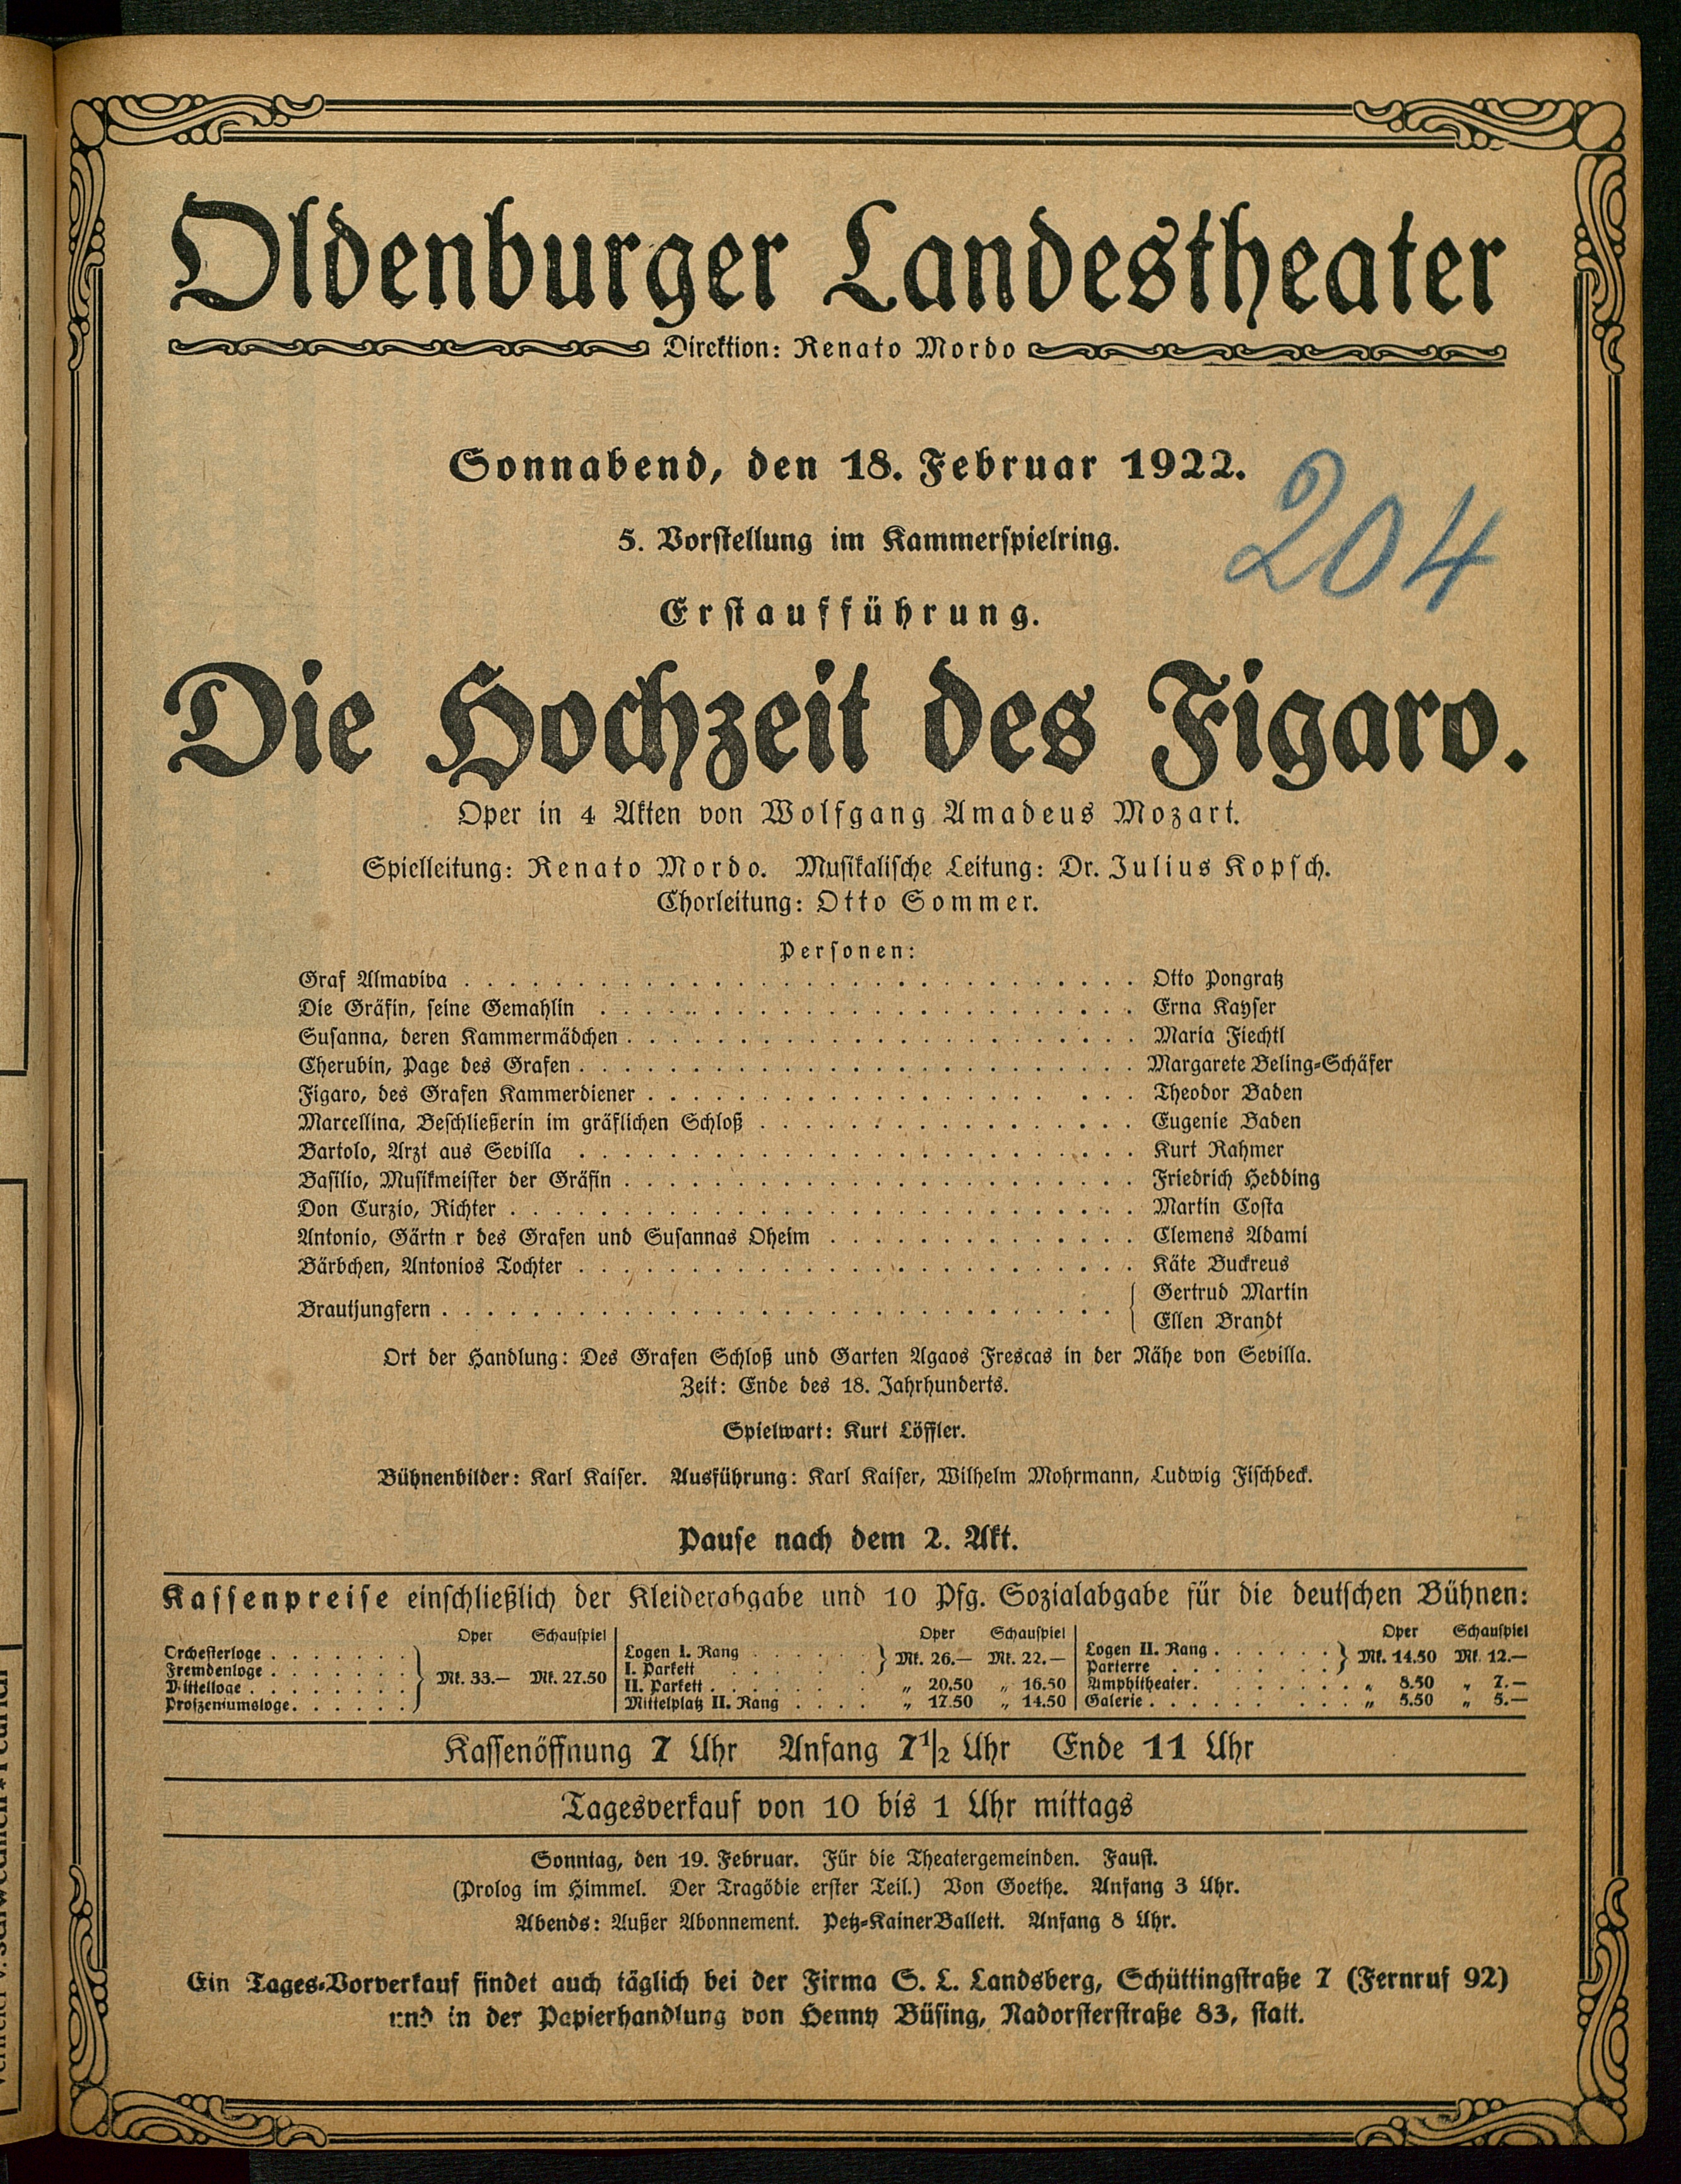 Oldenburger Landestheater
Direktion: Renato Mordo
Sonnabend, den 18. Februar 1922.
204
5. Vorstellung im Kammerspielring.
Erstaufführung.
Die Hochzeit des Figaro.
Oper in 4 Akten von Wolfgang Amadeus Mozart.
Spielleitung: Renato Mordo. Musikalische Leitung: Dr. Julius Kopsch.
Chorleitung: Otto Sommer.
Personen:
Graf Almaviva . . . . . Otto Pongratz
Die Gräfin, seine Gemahlin . . . . . Erna Kayser
Susanna, deren Kammermädchen . . . . . Maria Fiechtl
Cherubin, Page des Grafen . . . . . Margarete Beling-Schäfer
Figaro, des Grafen Kammerdiener . . . . . Theodor Baden
Marcellina, Beschließerin im gräflichen Schloß . . . . . Eugenie Baden
Bartolo, Arzt aus Sevilla . . . . . Kurt Rahmer
Basilio, Musikmeister der Gräfin . . . . . Friedrich Hedding
Don Curzio, Richter . . . . . Martin Costa
Antonio, Gärtn r des Grafen und Susannas Oheim . . . . . Clemens Adami
Bärbchen, Antonios Tochter . . . . . Käte Buckreus
Brautjungfern . . . . . { Gertrud Martin
Ellen Brandt
Ort der Handlung: Des Grafen Schloß und Garten Agaos Frescas in der Nähe von Sevilla.
Zeit: Ende des 18. Jahrhunderts.
Spielwart: Kurt Löffler.
Bühnenbilder: Karl Kaiser. Ausführung: Karl Kaiser, Wilhelm Mohrmann, Ludwig Fischbeck.
Pause nach dem 2. Akt.
Kassenpreise einschließlich der Kleiderabgabe und 10 Pfg. Sozialabgabe für die deutschen Bühnen:
Oper Schauspiel
Orchesterloge . . . . .
Fremdenloge . . . . .
Mittelloge . . . . .
Proszeniumsloge . . . . .
} Mk. 33.— Mk. 27.50
Oper Schauspiel
Logen I. Rang . . . . .
I. Parkett . . . . .
} Mk. 26.— Mk. 22.—
II. Parkett . . . . . „ 20.50 „ 16.50
Mittelplatz II. Rang . . . . „ 17.50 „ 14.50
Oper Schauspiel
Logen II. Rang . . . . .
Parterre . . . . .
} Mk. 14.50 Mk. 12.—
Amphitheater . . . . . „ 8.50 „ 7.—
Galerie . . . . . „ 5.50 „ 5.—
Kassenöffnung 7 Uhr Anfang 7 1/2 Uhr Ende 11 Uhr
Tagesverkauf von 10 bis 1 Uhr mittags
Sonntag, den 19. Februar. Für die Theatergemeinden. Faust.
(Prolog im Himmel. Der Tragödie erster Teil.) Von Goethe. Anfang 3 Uhr.
Abends: Außer Abonnement. Petz-KainerBallett. Anfang 8 Uhr.
Ein Tages-Vorverkauf findet auch täglich bei der Firma S. L. Landsberg, Schüttingstraße 7 (Fernruf 92)
und in der Papierhandlung von Henny Büsing, Nadorsterstraße 83, statt.